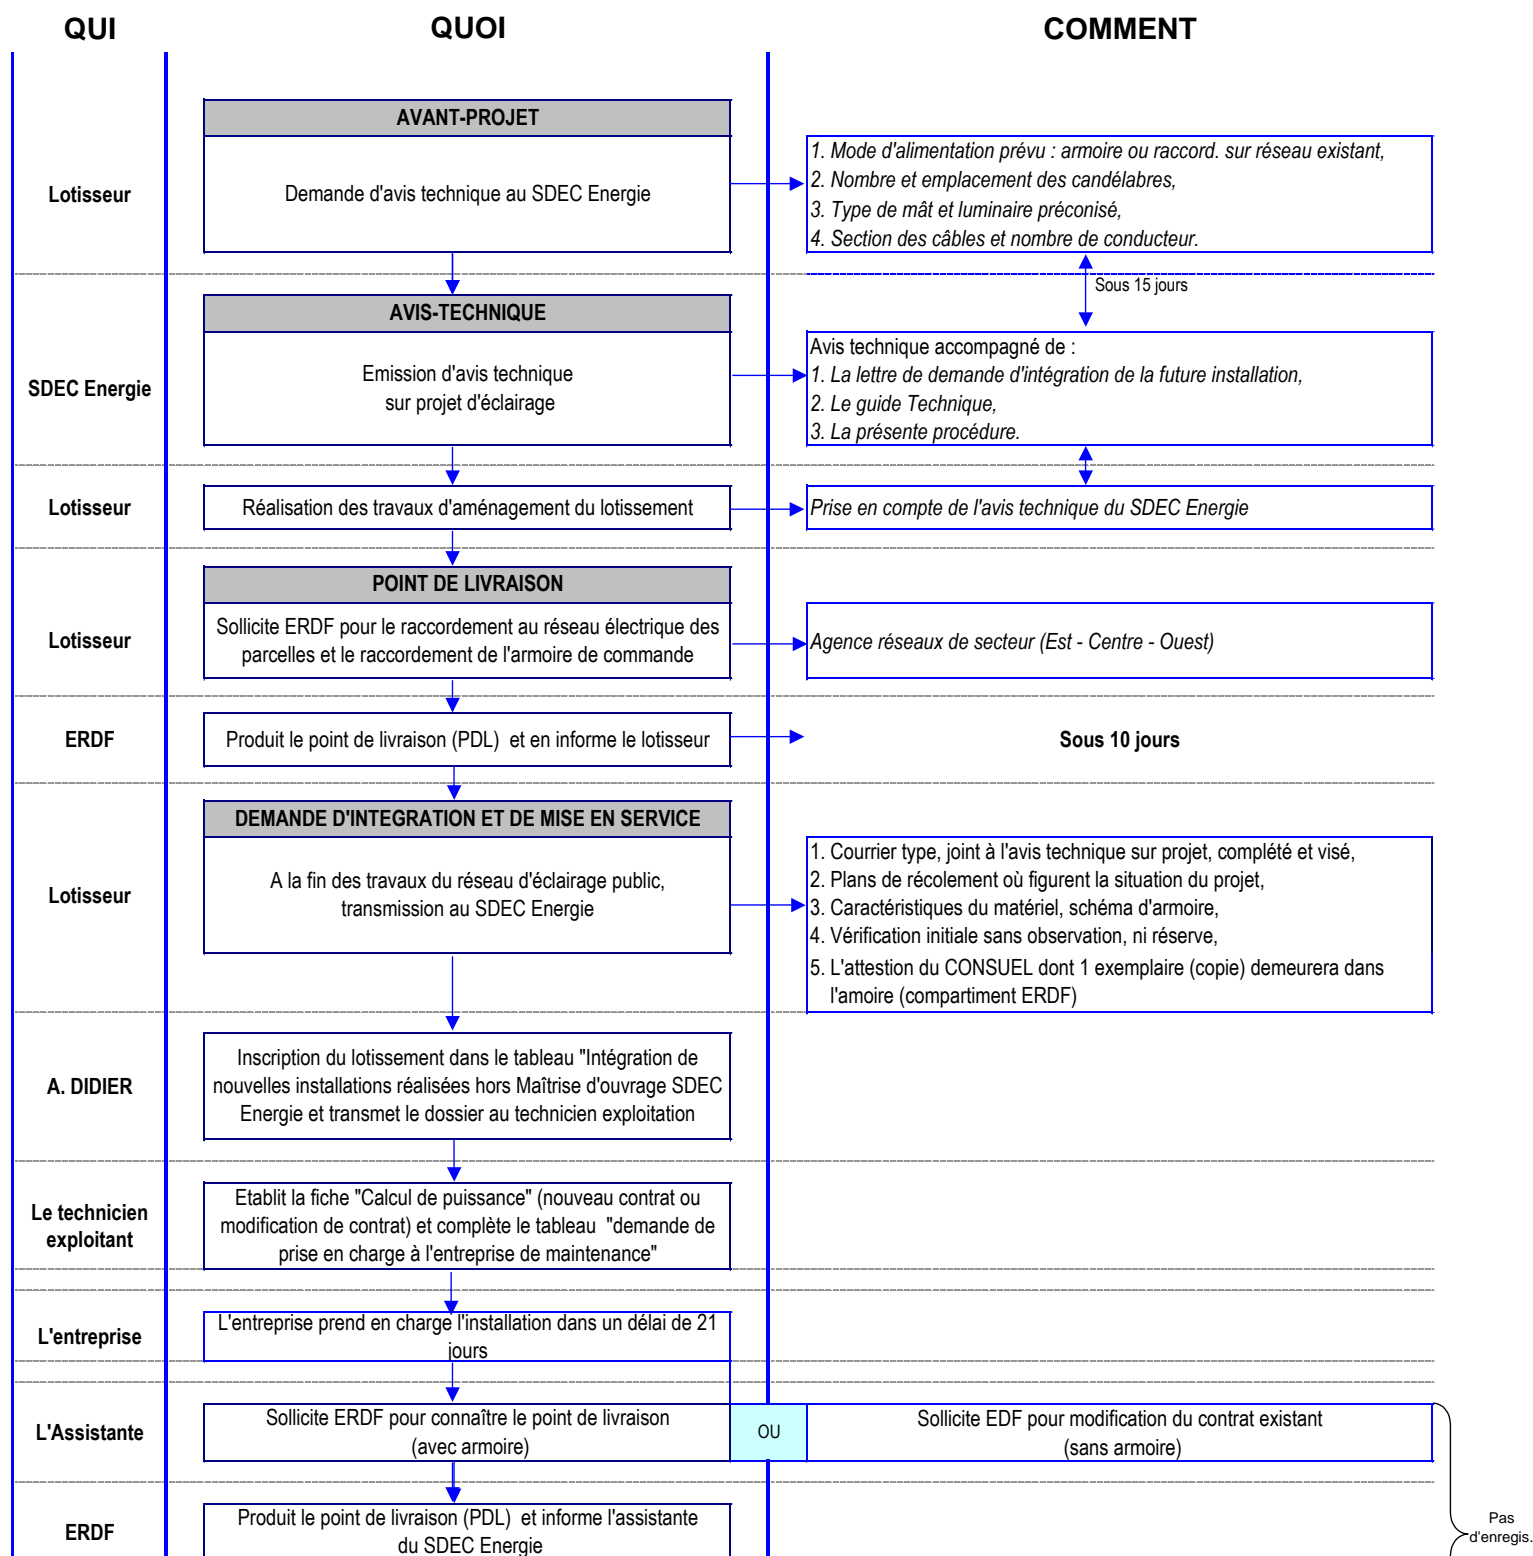 QUI
QUOI
COMMENT
AVANT-PROJET
Lotisseur
Demande d'avis technique au SDEC Energie
1. Mode d'alimentation prévu : armoire ou raccord. sur réseau existant,
2. Nombre et emplacement des candélabres,
3. Type de mât et luminaire préconisé,
4. Section des câbles et nombre de conducteur.
Sous 15 jours
AVIS-TECHNIQUE
SDEC Energie
Emission d'avis technique
sur projet d'éclairage
Avis technique accompagné de :
1. La lettre de demande d'intégration de la future installation,
2. Le guide Technique,
3. La présente procédure.
Lotisseur
Réalisation des travaux d'aménagement du lotissement
Prise en compte de l'avis technique du SDEC Energie
POINT DE LIVRAISON
Lotisseur
Sollicite ERDF pour le raccordement au réseau électrique des
parcelles et le raccordement de l'armoire de commande
Agence réseaux de secteur (Est - Centre - Ouest)
ERDF
Produit le point de livraison (PDL) et en informe le lotisseur
Sous 10 jours
DEMANDE D'INTEGRATION ET DE MISE EN SERVICE
Lotisseur
A la fin des travaux du réseau d'éclairage public,
transmission au SDEC Energie
1. Courrier type, joint à l'avis technique sur projet, complété et visé,
2. Plans de récolement où figurent la situation du projet,
3. Caractéristiques du matériel, schéma d'armoire,
4. Vérification initiale sans observation, ni réserve,
5. L'attestion du CONSUEL dont 1 exemplaire (copie) demeurera dans
l'amoire (compartiment ERDF)
A. DIDIER
Inscription du lotissement dans le tableau "Intégration de
nouvelles installations réalisées hors Maîtrise d'ouvrage SDEC
Energie et transmet le dossier au technicien exploitation
Le technicien
exploitant
Etablit la fiche "Calcul de puissance" (nouveau contrat ou
modification de contrat) et complète le tableau "demande de
prise en charge à l'entreprise de maintenance"
L'entreprise
L'entreprise prend en charge l'installation dans un délai de 21
jours
L'Assistante
Sollicite ERDF pour connaître le point de livraison
(avec armoire)
OU
Sollicite EDF pour modification du contrat existant
(sans armoire)
ERDF
Produit le point de livraison (PDL) et informe l'assistante
du SDEC Energie
Pas
d'enregis.